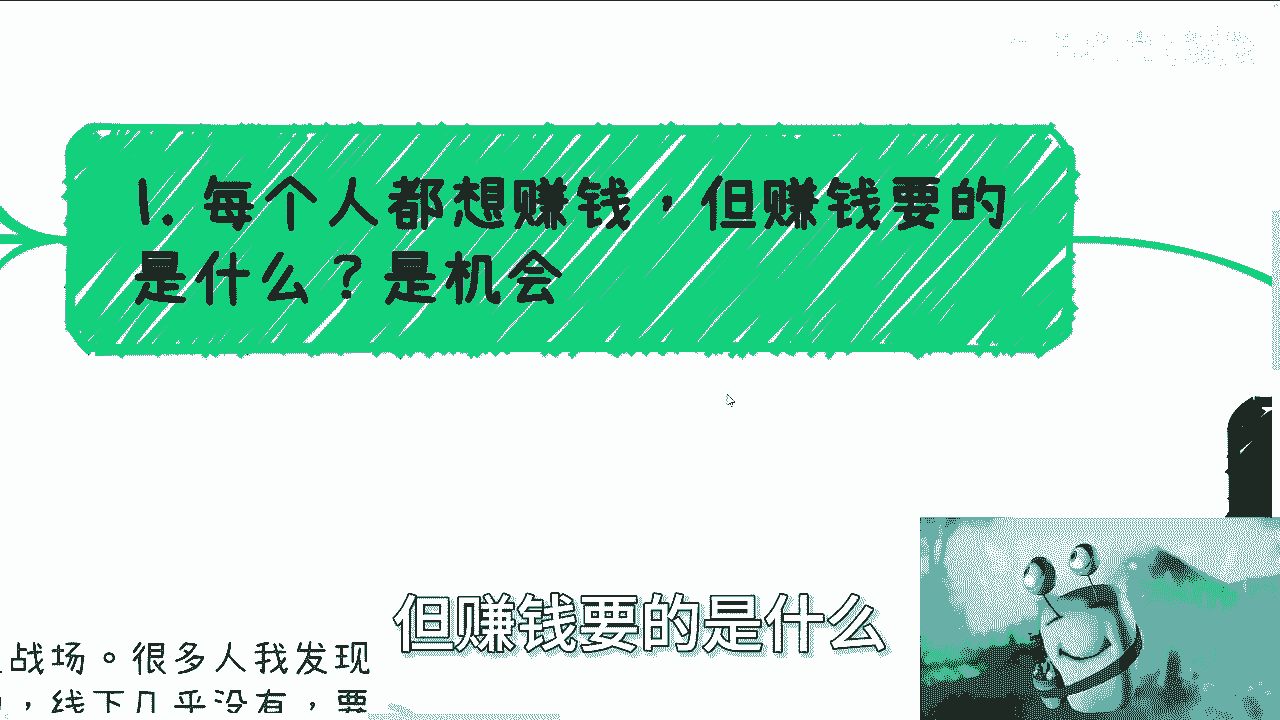 1. 每个人都想赚钱，但赚钱要的
是什么？是机会
但赚钱要的是什么
战场。很多人我发现
，线下几乎没有，要